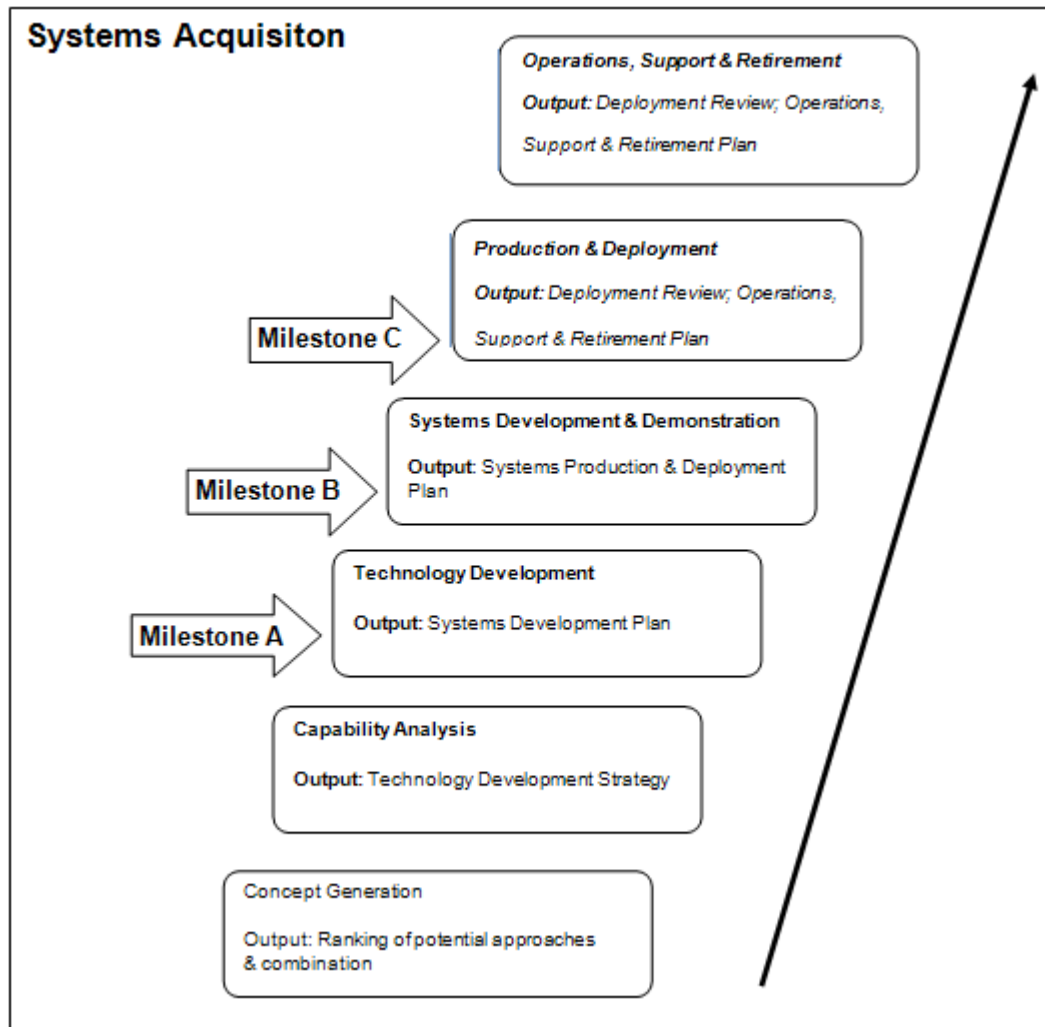 Systems Acquisiton
Operations, Support & Retirement
Output: Deployment Review; Operations,
Support & Retirement Plan
Production & Deployment
Output: Deployment Review; Operations,
Support & Retirement Plan
Milestone C
Systems Development & Demonstration
Output: Systems Production & Deployment
Plan
Milestone B
Technology Development
Output: Systems Development Plan
Milestone A
Capability Analysis
Output: Technology Development Strategy
Concept Generation
Output: Ranking of potential approaches
& combination